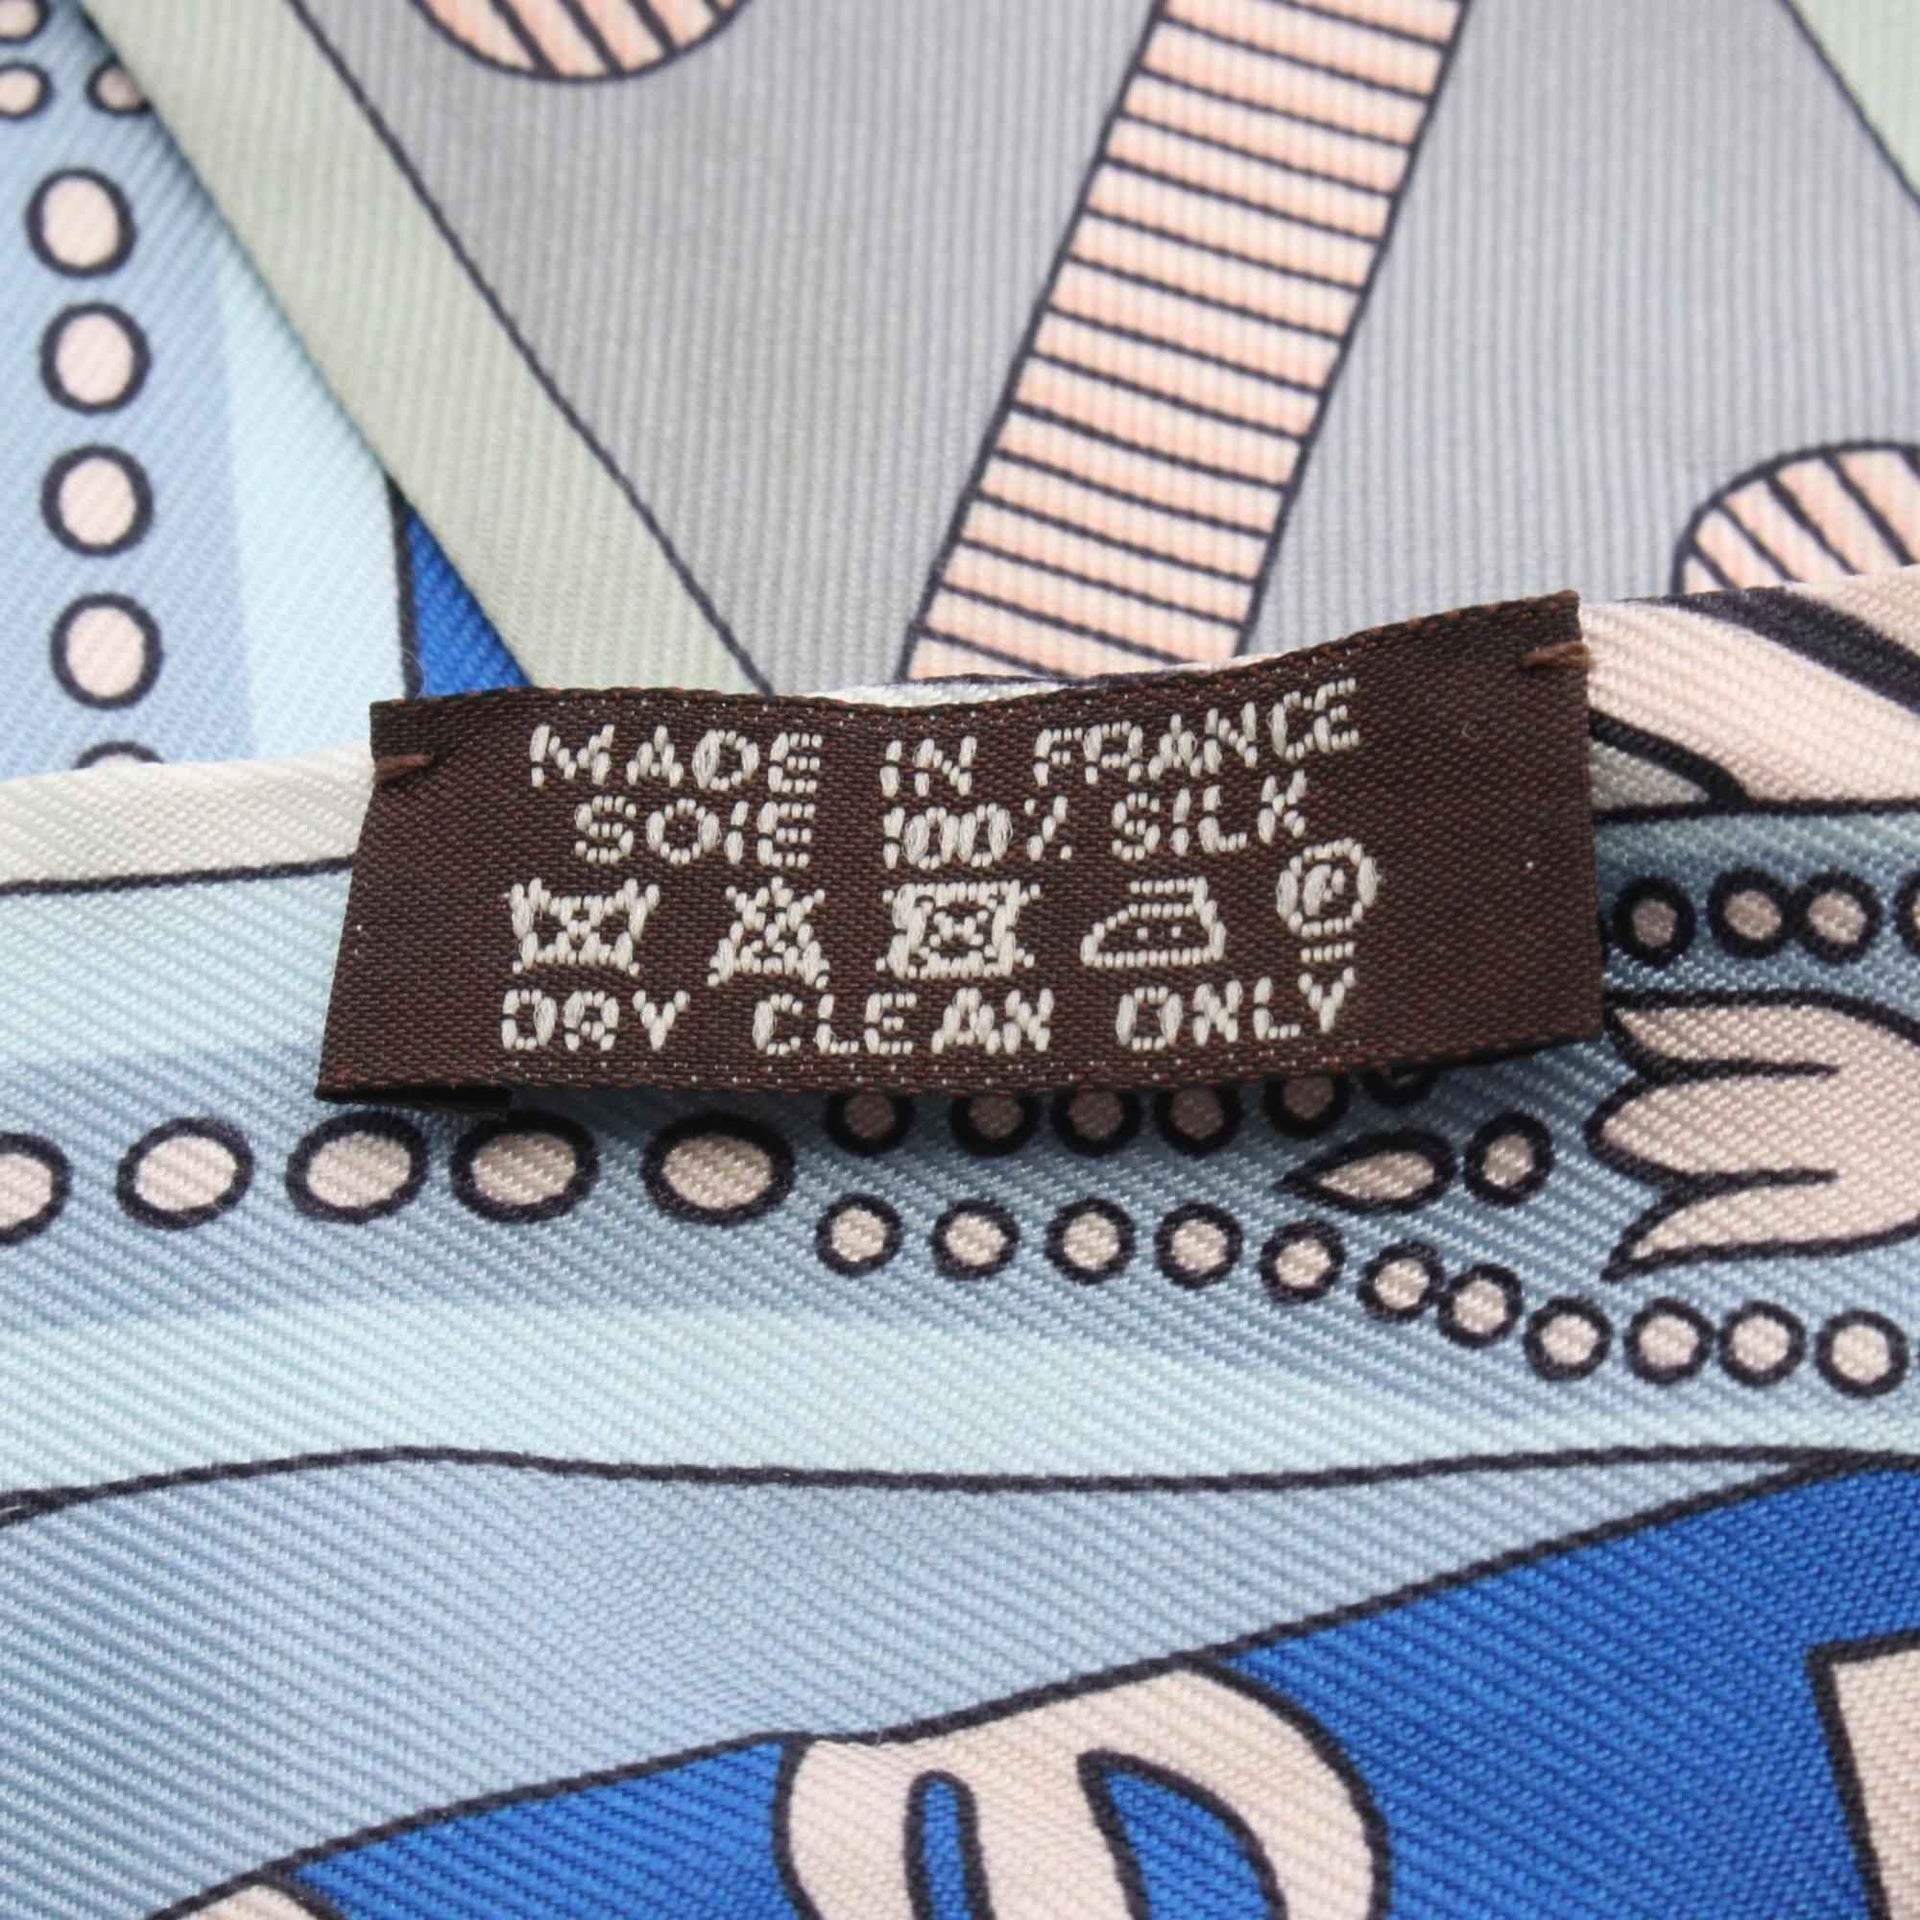 MADE IN FRANCE
SOIE 100% SILK
P
DRY CLEAN ONLY